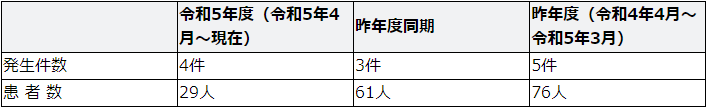 令和5年度（令和5年4
月～現在）
昨年度同期
昨年度（令和4年4月～
令和5年3月）
発生件数 4件 3件 5件
患 者 数 29人 61人 76人